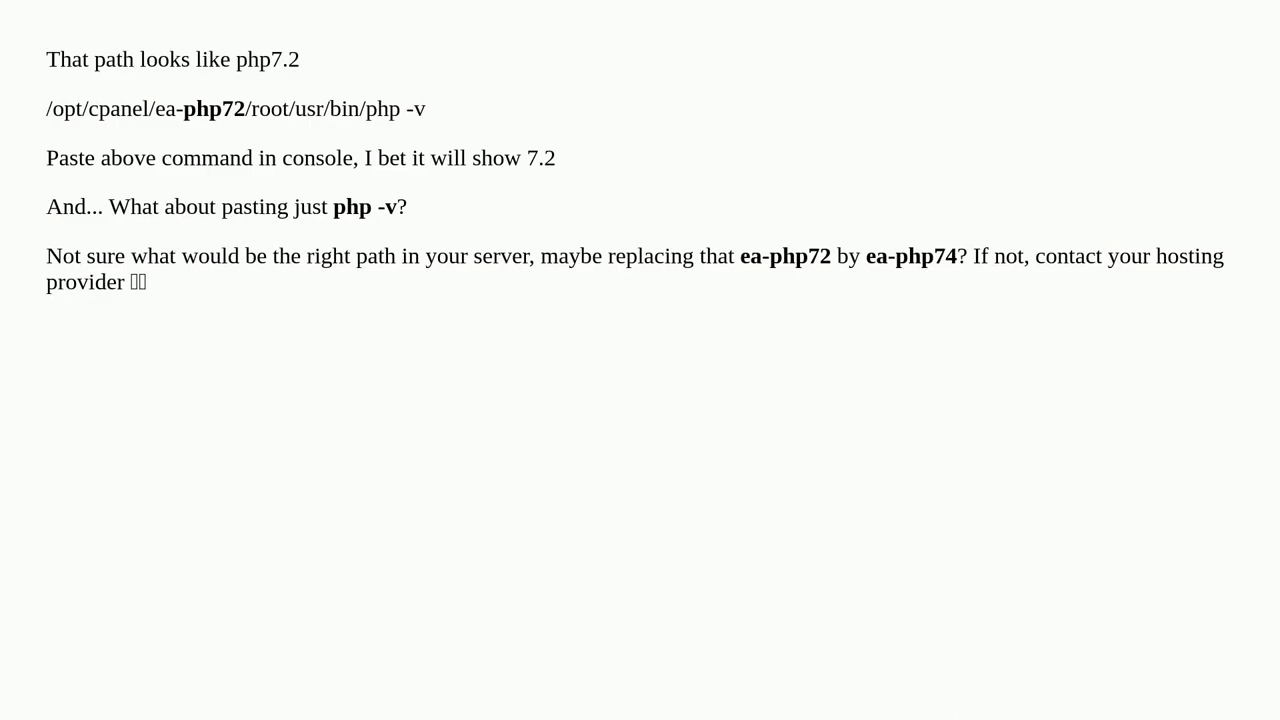 That path looks like php7.2
/opt/cpanel/ea-php72/root/usr/bin/php -v
Paste above command in console, I bet it will show 7.2
And... What about pasting just php -v?
Not sure what would be the right path in your server, maybe replacing that ea-php72 by ea-php74? If not, contact your hosting
provider